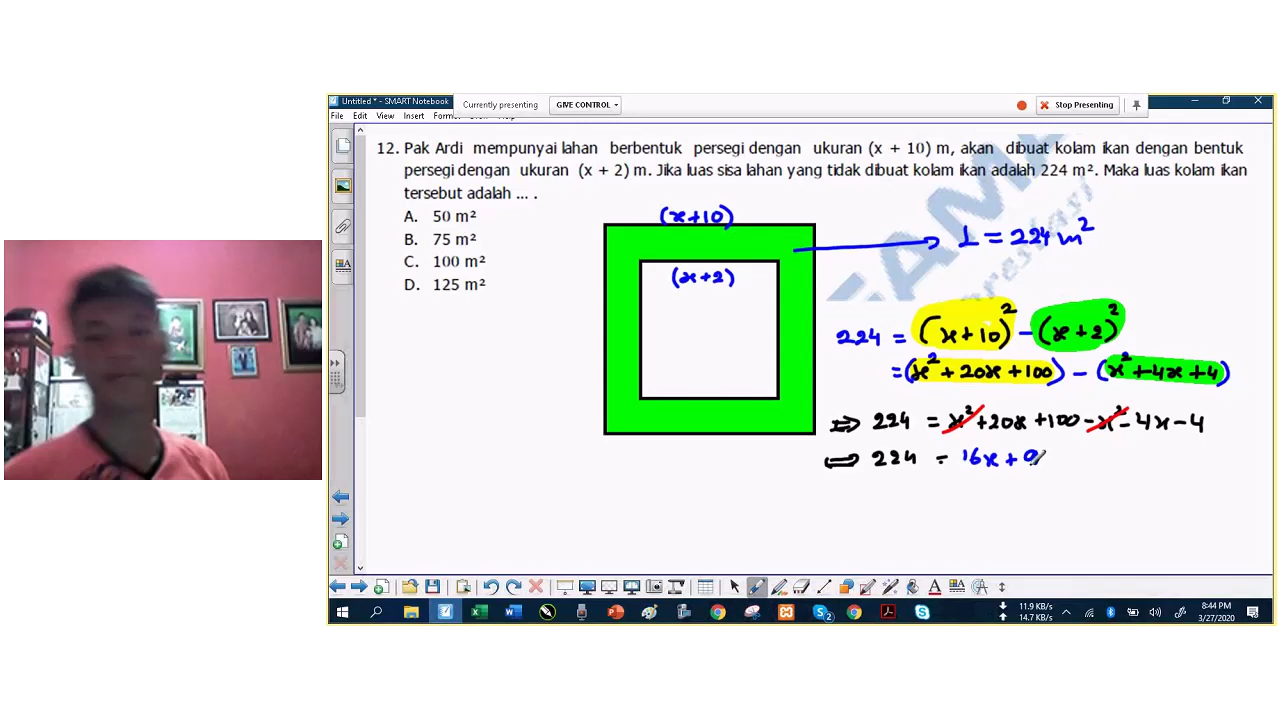 Untitled * - SMART Notebook
Currently presenting
GIVE CONTROL
Stop Presenting
File Edit View Insert Format
12. Pak Ardi mempunyai lahan berbentuk persegi dengan ukuran (x + 10) m, akan dibuat kolam ikan dengan bentuk
persegi dengan ukuran (x + 2) m. Jika luas sisa lahan yang tidak dibuat kolam ikan adalah 224 m². Maka luas kolam ikan
tersebut adalah ... .
A. 50 m²
B. 75 m²
C. 100 m²
D. 125 m²
(x+10)
(x+2)
L = 224 m²
224 = (x+10)² - (x+2)²
= (x² + 20x + 100) - (x² + 4x + 4)
⇔ 224 = x² + 20x + 100 - x² - 4x - 4
⇔ 224 = 16x +
11.9 KB/s
14.7 KB/s
8:44 PM
3/27/2020